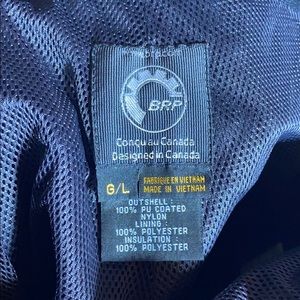 BRP
Conçu au Canada
Designed in Canada
G/L
FABRIQUÉ EN VIETNAM
MADE IN VIETNAM
OUTSHELL:
100% PU COATED
NYLON
LINING:
100% POLYESTER
INSULATION:
100% POLYESTER